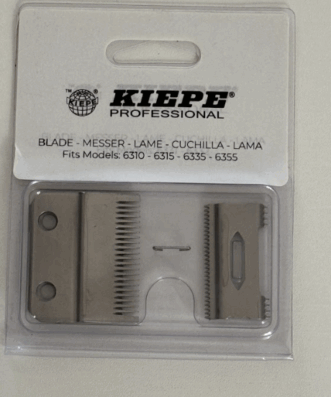 KIEPE®
PROFESSIONAL
KIEPE
BLADE - MESSER - LAME - CUCHILLA - LAMA
Fits Models: 6310 - 6315 - 6335 - 6355